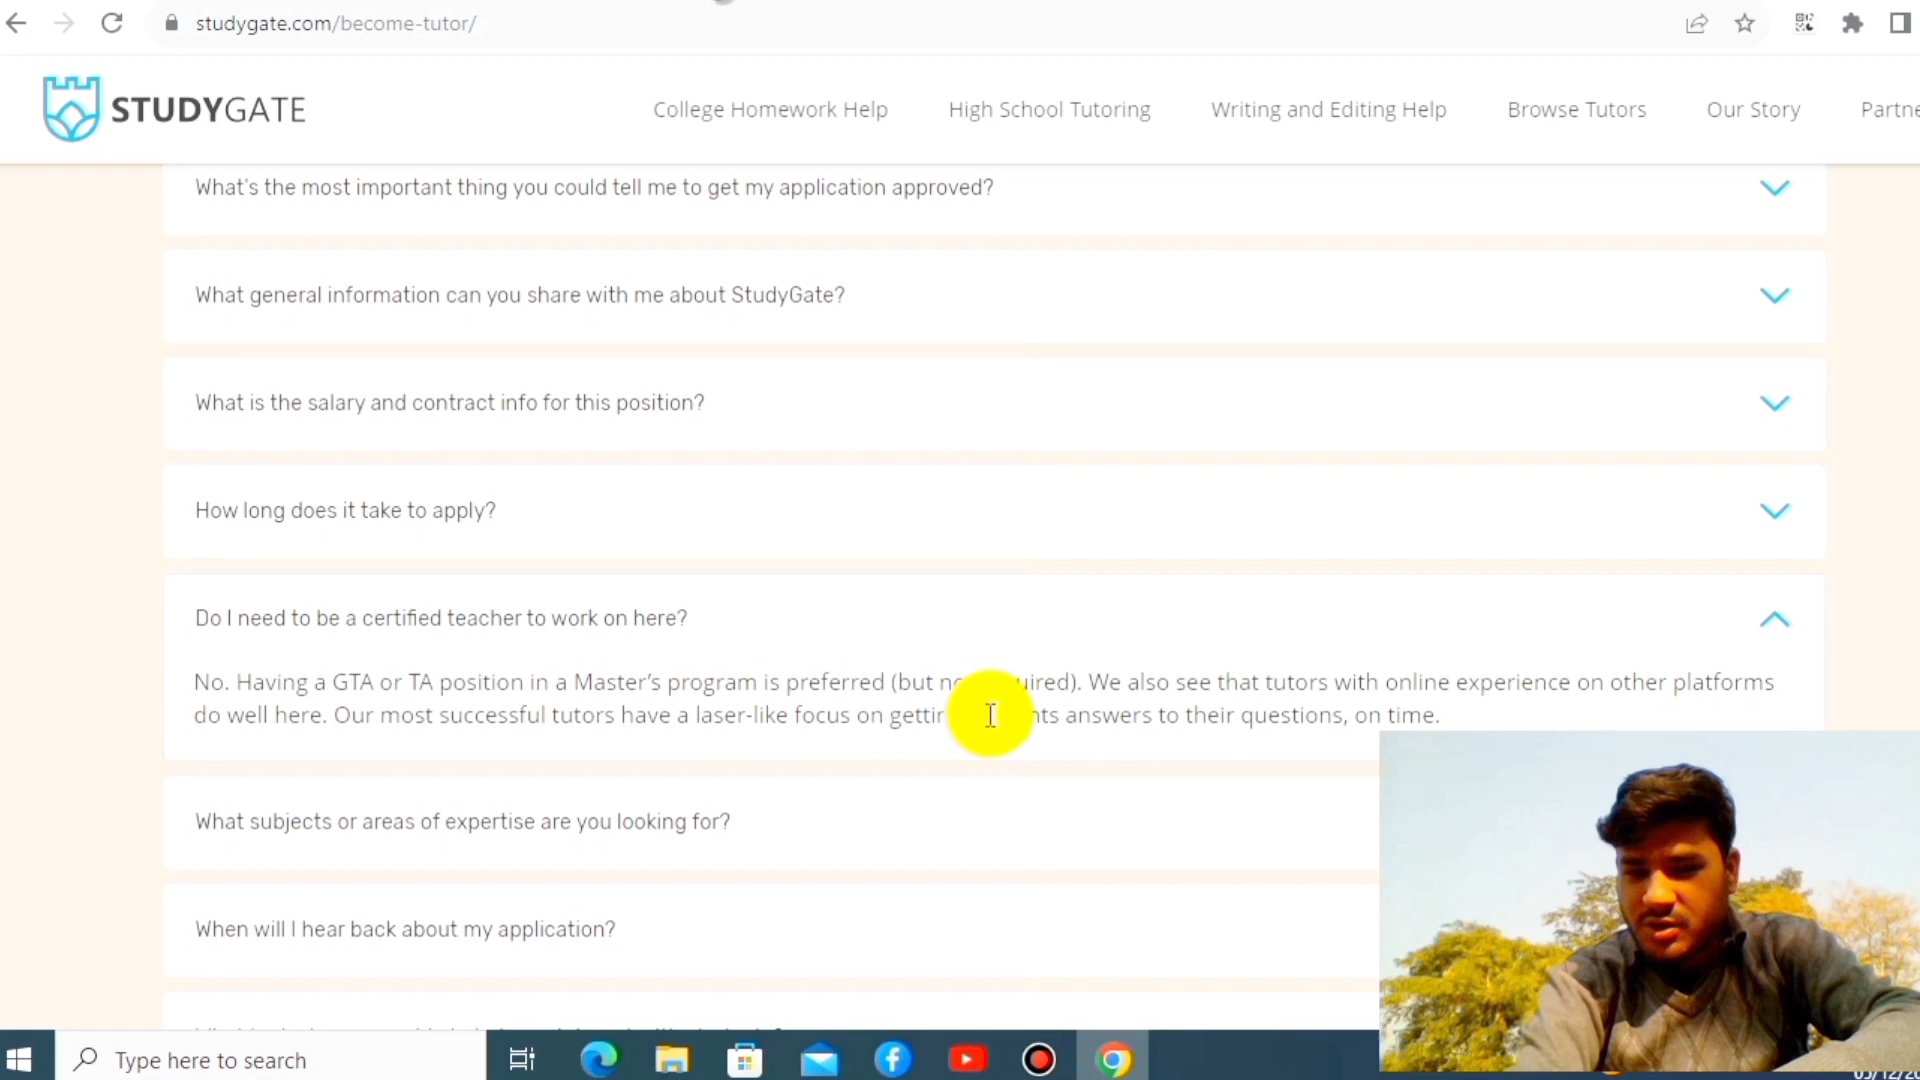 studygate.com/become-tutor/
STUDYGATE
College Homework Help
High School Tutoring
Writing and Editing Help
Browse Tutors
Our Story
What's the most important thing you could tell me to get my application approved?
What general information can you share with me about StudyGate?
What is the salary and contract info for this position?
How long does it take to apply?
Do I need to be a certified teacher to work on here?
No. Having a GTA or TA position in a Master's program is preferred (but We also see that tutors with online experience on other platforms
do well here. Our most successful tutors have a laser-like focus on answers to their questions, on time.
What subjects or areas of expertise are you looking for?
When will I hear back about my application?
Type here to search